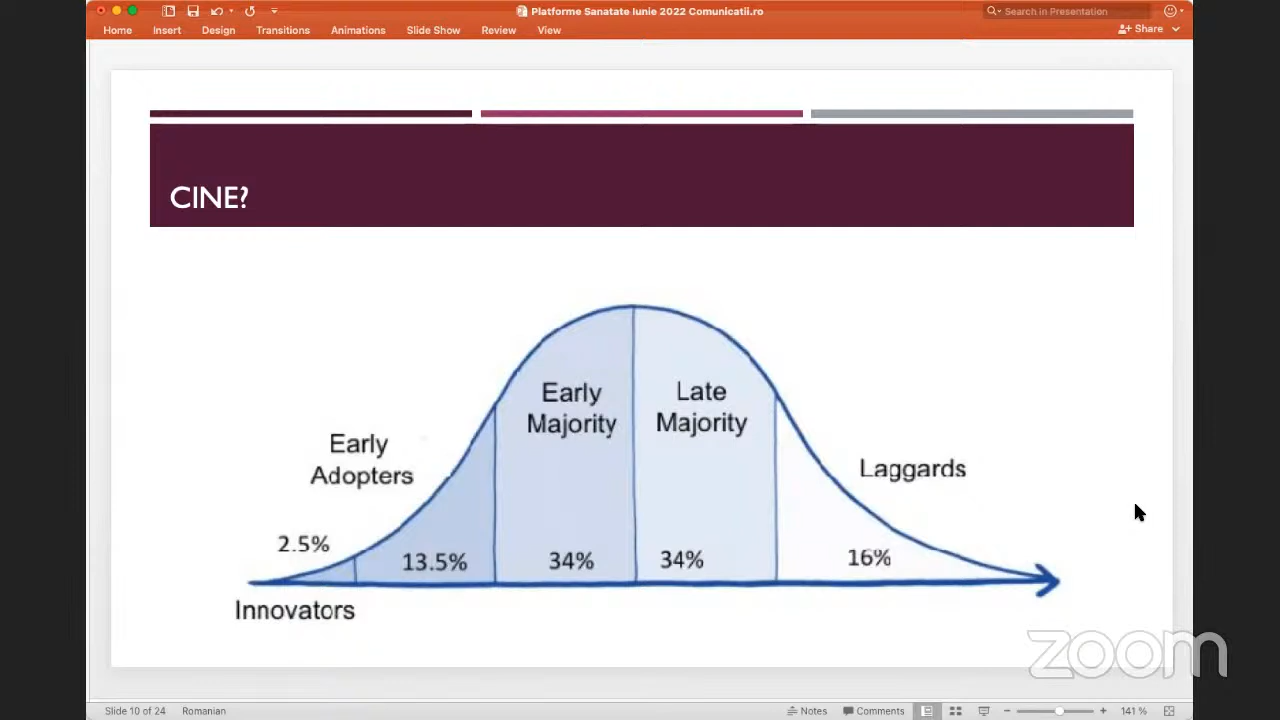 Platforme Sanatate Iunie 2022 Comunicatii.ro
Search in Presentation
Home Insert Design Transitions Animations Slide Show Review View
Share
CINE?
Early
Adopters
Early
Majority
Late
Majority
Laggards
2.5%
13.5%
34%
34%
16%
Innovators
zoom
Slide 10 of 24 Romanian
Notes Comments
141 %